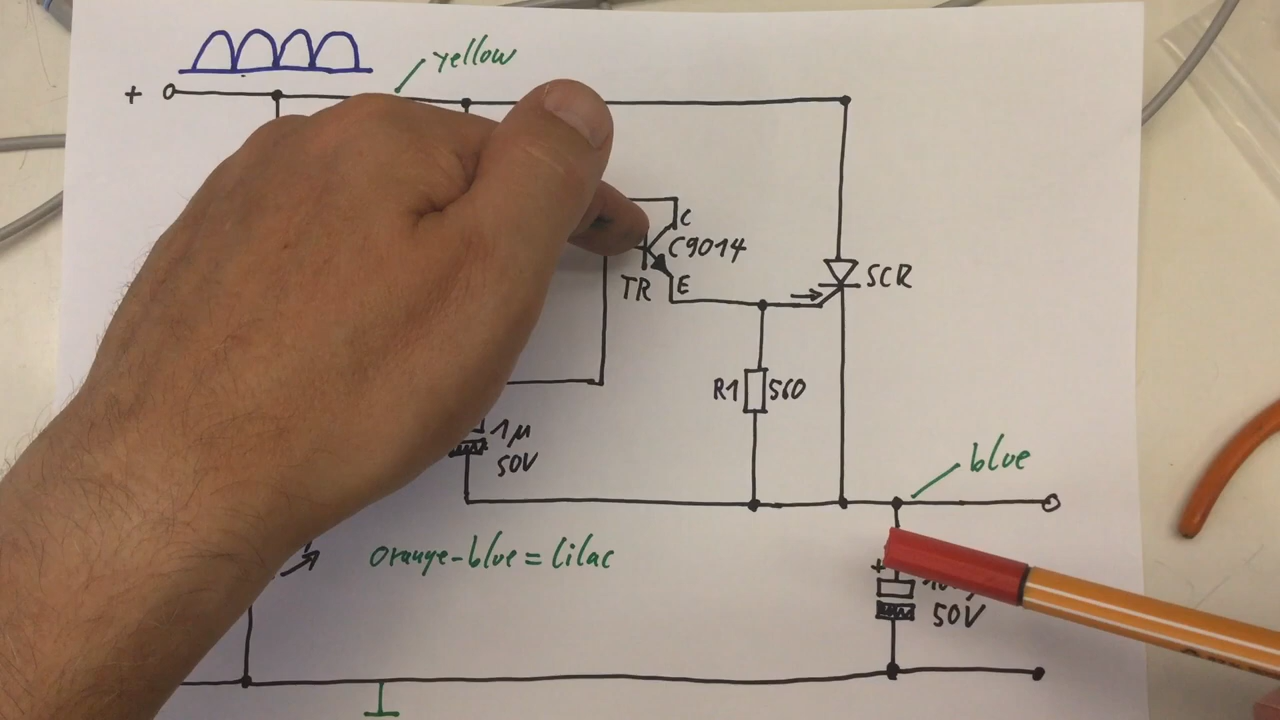 yellow
+
C
C9014
TR
E
SCR
R1
560
1μ
50V
blue
orange-blue=lilac
+
50V